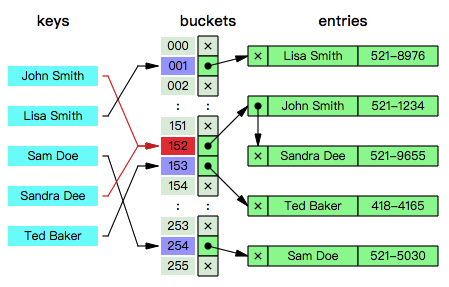 keys buckets entries
000
001 × Lisa Smith 521–8976
John Smith
002
: :
Lisa Smith John Smith 521–1234
151
Sam Doe 152 × Sandra Dee 521–9655
153
154
Sandra Dee × Ted Baker 418–4165
: :
253
Ted Baker
254 × Sam Doe 521–5030
255